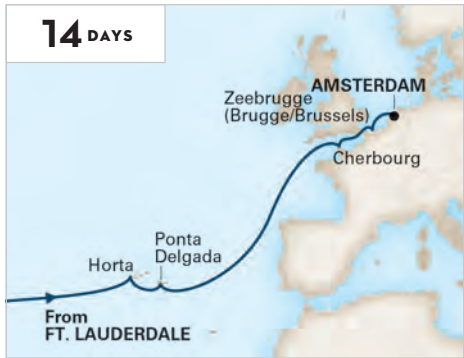 14 DAYS
AMSTERDAM
Zeebrugge
(Brugge/Brussels)
Cherbourg
Ponta
Delgada
Horta
From
FT. LAUDERDALE